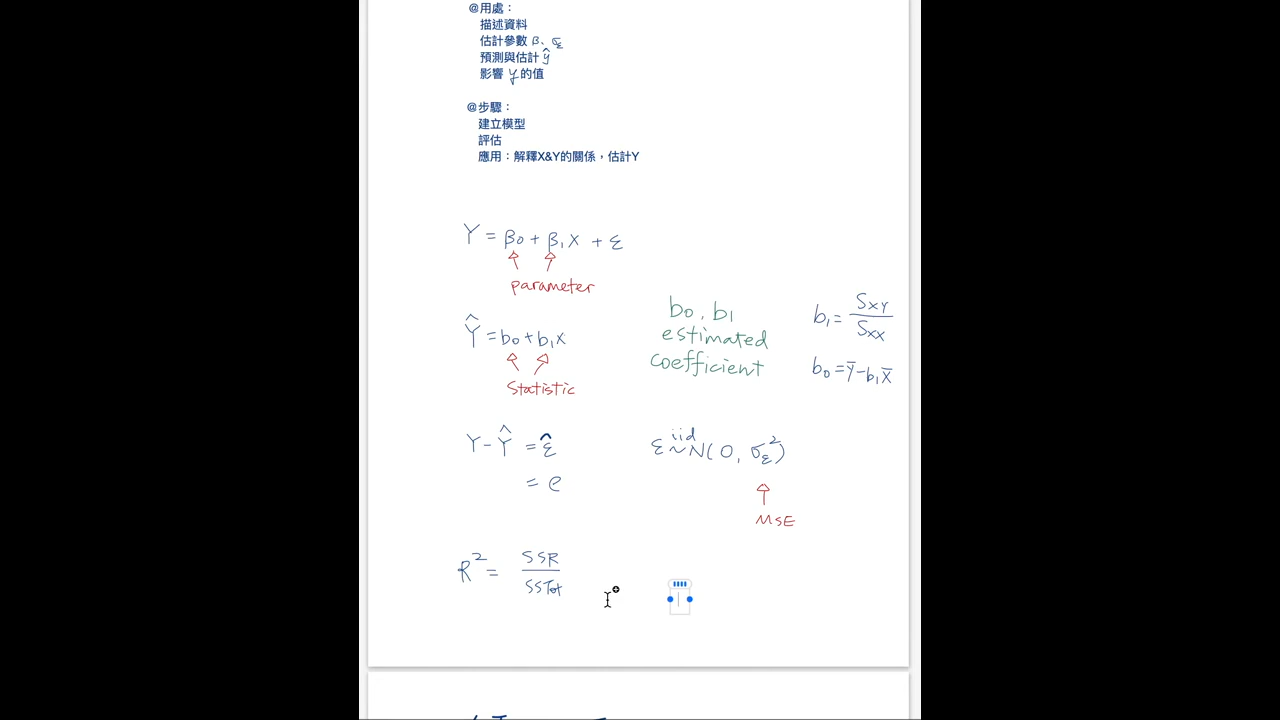 @用處：
描述資料
估計參數 β、σε
預測與估計 ŷ
影響 y 的值
@步驟：
建立模型
評估
應用：解釋X&Y的關係，估計Y
Y = β0 + β1X + ε
parameter
Ŷ = b0 + b1X
Statistic
b0, b1
estimated
coefficient
b1 = SXY / SXX
b0 = Ȳ - b1X̄
Y - Ŷ = ε̂
= e
ε iid ~ N(0, σε²)
MSE
R² = SSR / SSTot